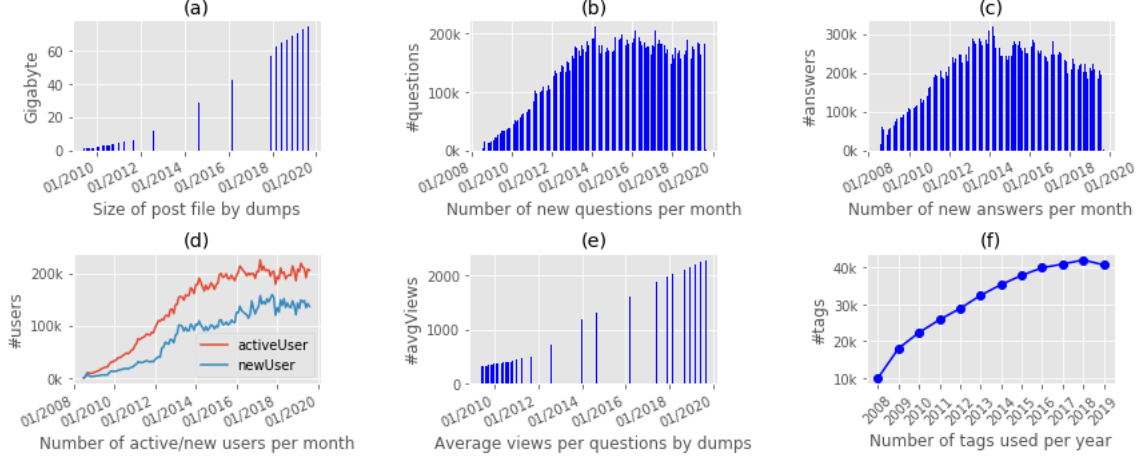 (a)
Gigabyte
60
40
20
0
01/2010
01/2012
01/2014
01/2016
01/2018
01/2020
Size of post file by dumps
(b)
#questions
200k
100k
0k
01/2008
01/2010
01/2012
01/2014
01/2016
01/2018
01/2020
Number of new questions per month
(c)
#answers
300k
200k
100k
0k
01/2008
01/2010
01/2012
01/2014
01/2016
01/2018
01/2020
Number of new answers per month
(d)
#users
200k
100k
0k
activeUser
newUser
01/2008
01/2010
01/2012
01/2014
01/2016
01/2018
01/2020
Number of active/new users per month
(e)
#avgViews
2000
1000
0
01/2010
01/2012
01/2014
01/2016
01/2018
01/2020
Average views per questions by dumps
(f)
#tags
40k
30k
20k
10k
2008
2009
2010
2011
2012
2013
2014
2015
2016
2017
2018
2019
Number of tags used per year